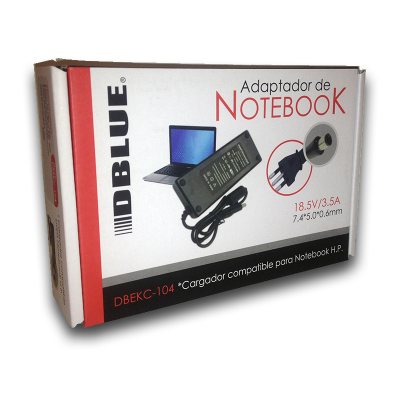 DBLUE®
Adaptador de
NOTEBOOK
18.5V/3.5A
7.4*5.0*0.6mm
DBEKC-104 *Cargador compatible para Notebook H.P.